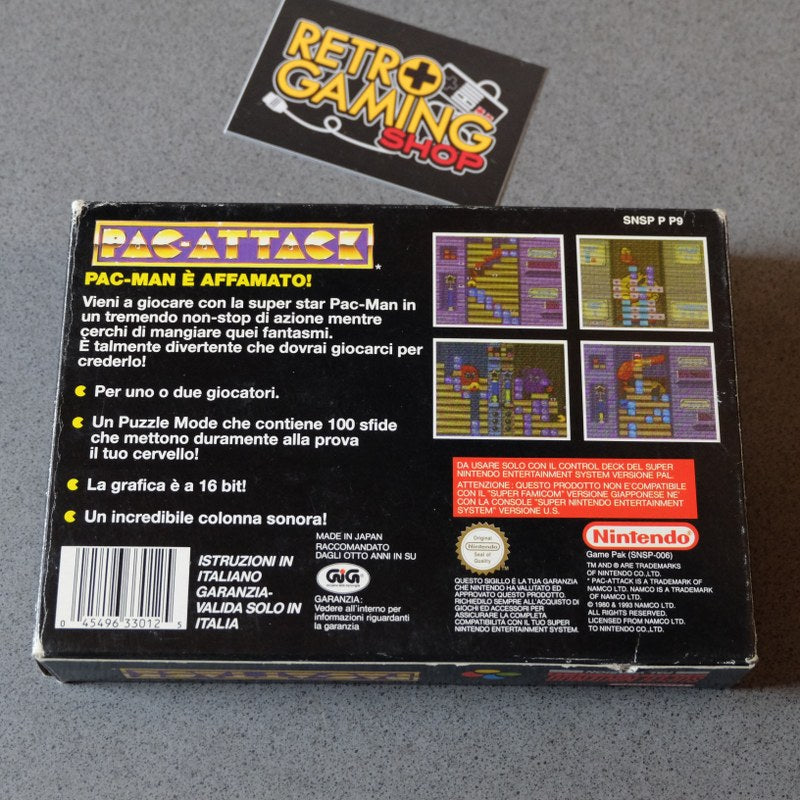 RETRO
GAMING
SHOP
SNSP P P9
PAC-ATTACK
PAC-MAN È AFFAMATO!
Vieni a giocare con la super star Pac-Man in
un tremendo non-stop di azione mentre
cerchi di mangiare quei fantasmi.
È talmente divertente che dovrai giocarci per
crederlo!
Per uno o due giocatori.
Un Puzzle Mode che contiene 100 sfide
che mettono duramente alla prova
il tuo cervello!
La grafica è a 16 bit!
Un incredibile colonna sonora!
DA USARE SOLO CON IL CONTROL DECK DEL SUPER
NINTENDO ENTERTAINMENT SYSTEM VERSIONE PAL.
ATTENZIONE: QUESTO PRODOTTO NON E'COMPATIBILE
CON IL "SUPER FAMICOM" VERSIONE GIAPPONESE NE'
CON LA CONSOLE "SUPER NINTENDO ENTERTAINMENT
SYSTEM" VERSIONE U.S.
0 45496 33012 5
ISTRUZIONI IN
ITALIANO
GARANZIA-
VALIDA SOLO IN
ITALIA
MADE IN JAPAN
RACCOMANDATO
DAGLI OTTO ANNI IN SU
GiG
GARANZIA:
Vedere all'interno per
informazioni riguardanti
la garanzia
Original
Nintendo
Seal of
Quality
QUESTO SIGILLO È LA TUA GARANZIA
CHE NINTENDO HA VALUTATO ED
APPROVATO QUESTO PRODOTTO.
RICHIEDILO SEMPRE ALL'ACQUISTO DI
GIOCHI ED ACCESSORI PER
ASSICURARE LA COMPLETA
COMPATIBILITÀ CON IL TUO SUPER
NINTENDO ENTERTAINMENT SYSTEM.
Nintendo
Game Pak (SNSP-006)
TM AND ® ARE TRADEMARKS
OF NINTENDO CO.,LTD.
* PAC-ATTACK IS A TRADEMARK OF
NAMCO LTD. NAMCO IS A TRADEMARK
OF NAMCO LTD.
© 1980 & 1993 NAMCO LTD.
ALL RIGHTS RESERVED.
LICENSED FROM NAMCO LTD.
TO NINTENDO CO.,LTD.
PAC-ATTACK